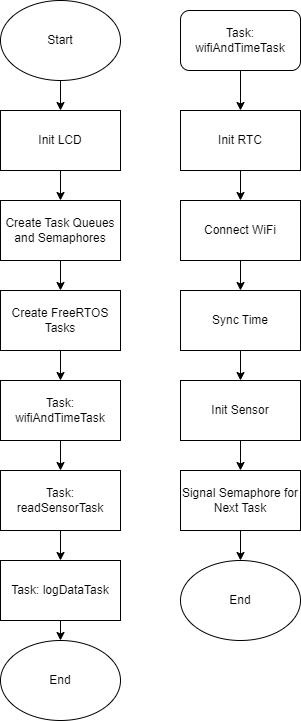 Start
Init LCD
Create Task Queues
and Semaphores
Create FreeRTOS
Tasks
Task:
wifiAndTimeTask
Task:
readSensorTask
Task: logDataTask
End
Task:
wifiAndTimeTask
Init RTC
Connect WiFi
Sync Time
Init Sensor
Signal Semaphore for
Next Task
End